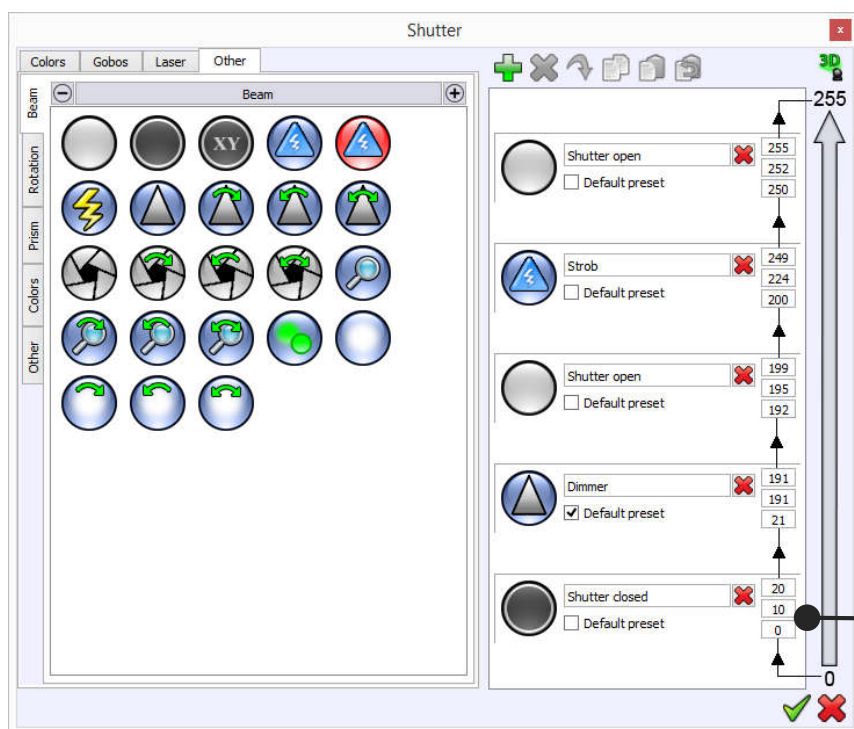 Shutter
x
Colors Gobos Laser Other
3D
Beam
Rotation
Prism
Colors
Other
Beam
XY
255
Shutter open
Default preset
255
252
250
Strob
Default preset
249
224
200
Shutter open
Default preset
199
195
192
Dimmer
Default preset
191
191
21
Shutter closed
Default preset
20
10
0
0